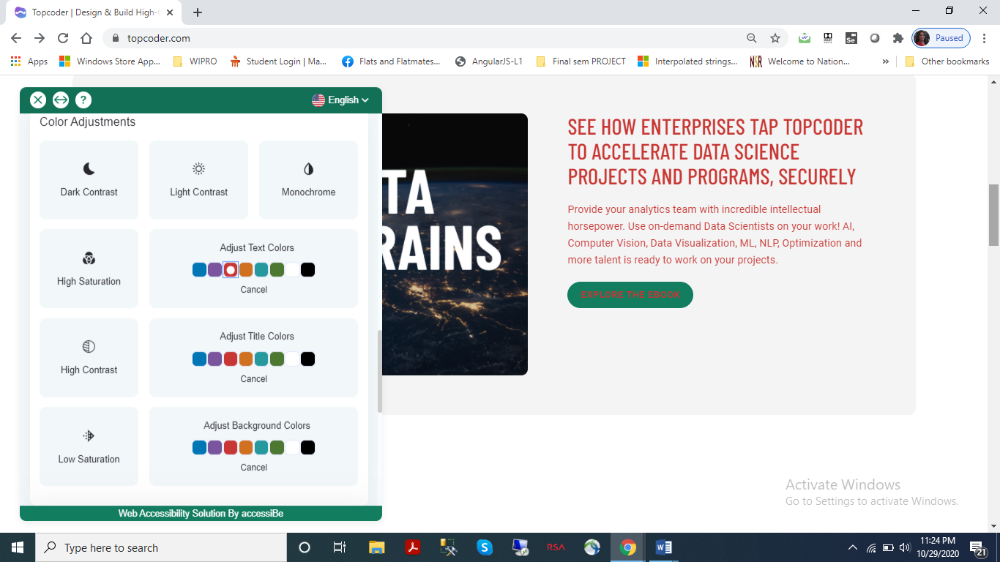 Topcoder | Design & Build High-
topcoder.com
Paused
Apps
Windows Store App...
WIPRO
Student Login | Ma...
Flats and Flatmates...
AngularJS-L1
Final sem PROJECT
Interpolated strings...
NSR
Welcome to Nation...
»
Other bookmarks
?
English
Color Adjustments
Dark Contrast
Light Contrast
Monochrome
High Saturation
Adjust Text Colors
Cancel
High Contrast
Adjust Title Colors
Cancel
Low Saturation
Adjust Background Colors
Cancel
Web Accessibility Solution By accessiBe
TA
RAINS
SEE HOW ENTERPRISES TAP TOPCODER
TO ACCELERATE DATA SCIENCE
PROJECTS AND PROGRAMS, SECURELY
Provide your analytics team with incredible intellectual
horsepower. Use on-demand Data Scientists on your work! AI,
Computer Vision, Data Visualization, ML, NLP, Optimization and
more talent is ready to work on your projects.
EXPLORE THE EBOOK
Activate Windows
Go to Settings to activate Windows.
Type here to search
RSA
11:24 PM
10/29/2020
21